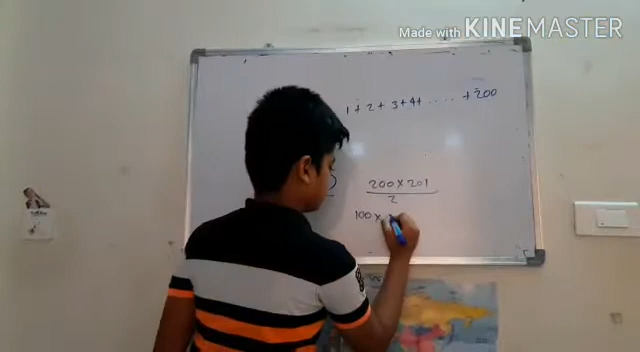 Made with KINEMASTER
1 + 2 + 3 + 4 + ..... + 200
200 × 201
2
100 ×